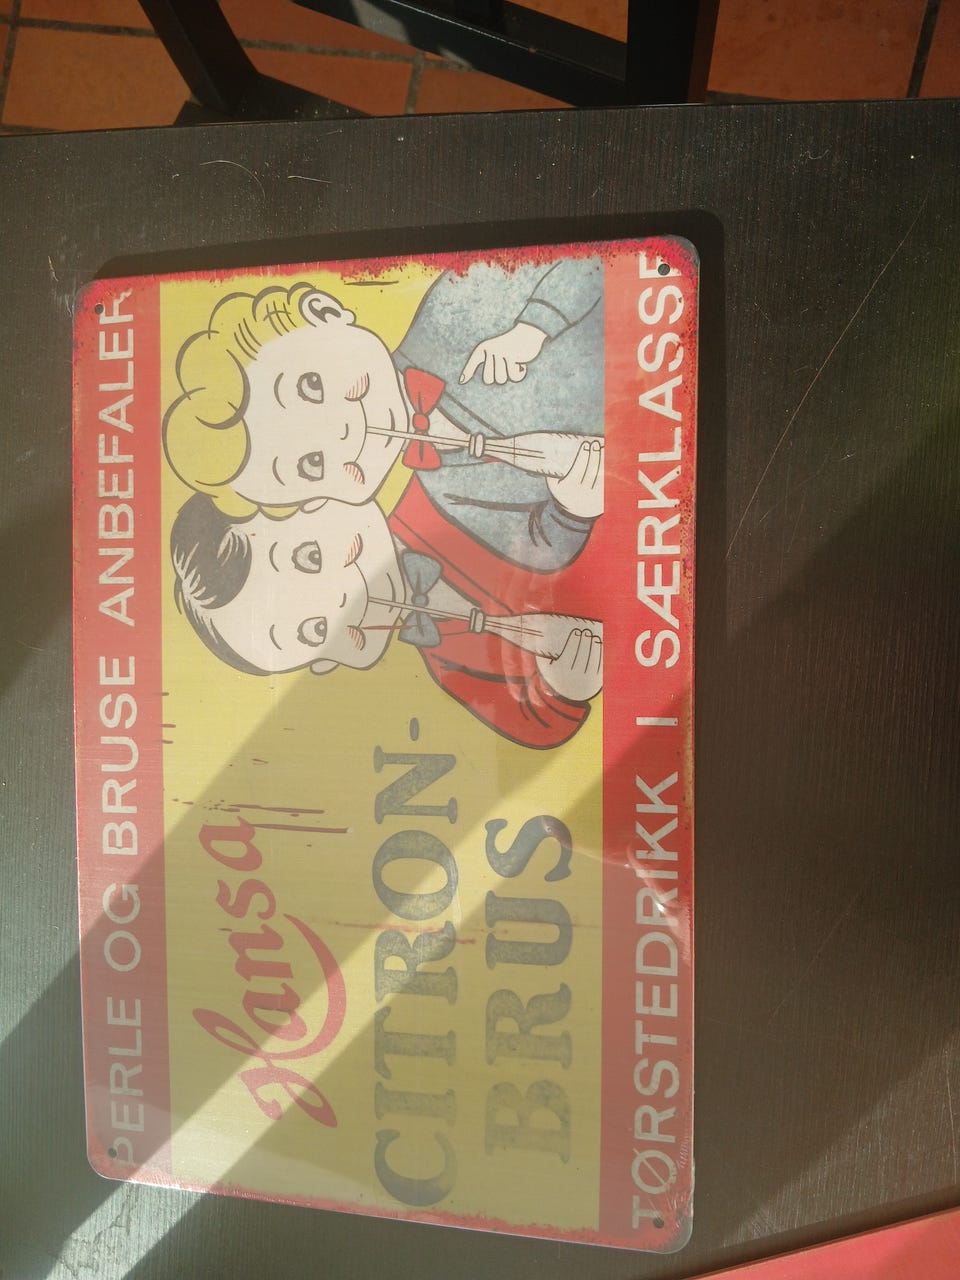 PERLE OG BRUSE ANBEFALER
Hansa
CITRON-
BRUS
TØRSTEDRIKK I SÆRKLASSE